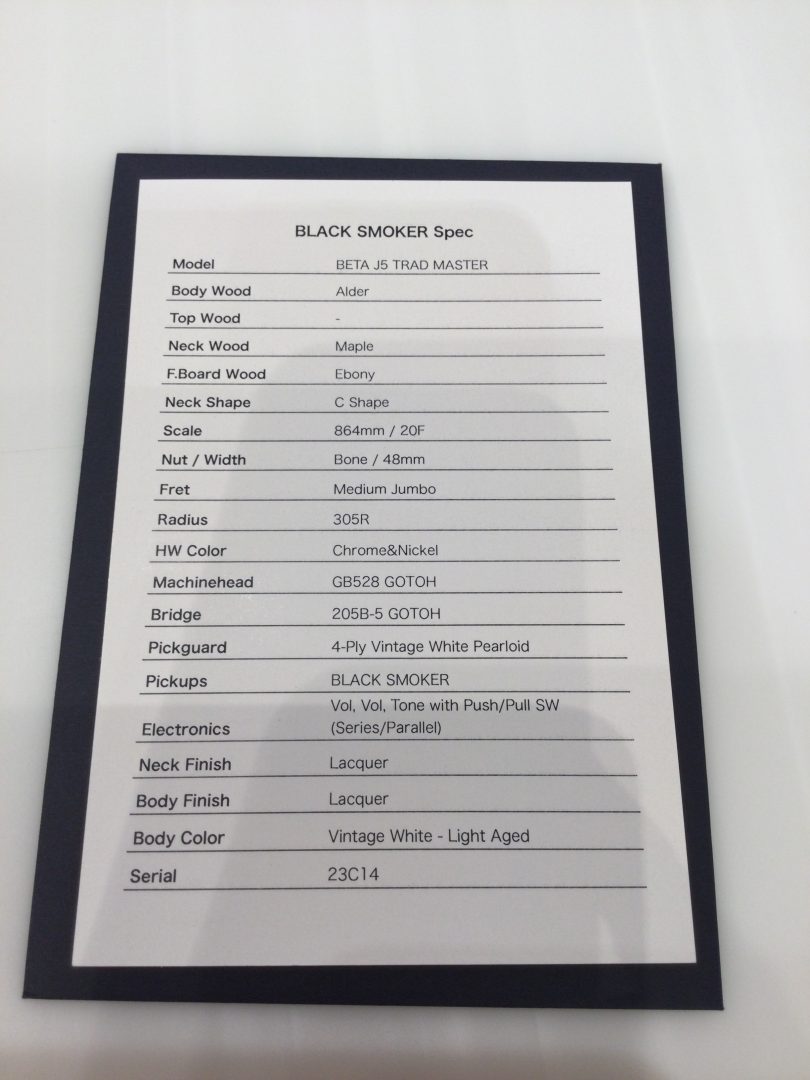 BLACK SMOKER Spec
Model BETA J5 TRAD MASTER
Body Wood Alder
Top Wood -
Neck Wood Maple
F.Board Wood Ebony
Neck Shape C Shape
Scale 864mm / 20F
Nut / Width Bone / 48mm
Fret Medium Jumbo
Radius 305R
HW Color Chrome&Nickel
Machinehead GB528 GOTOH
Bridge 205B-5 GOTOH
Pickguard 4-Ply Vintage White Pearloid
Pickups BLACK SMOKER
Vol, Vol, Tone with Push/Pull SW
Electronics (Series/Parallel)
Neck Finish Lacquer
Body Finish Lacquer
Body Color Vintage White - Light Aged
Serial 23C14